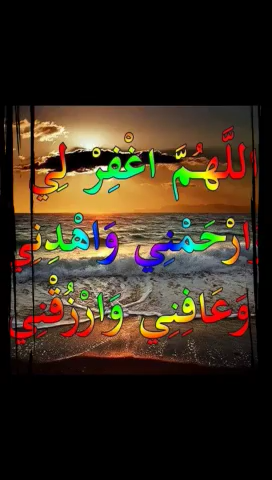 اللَّهُمَّ اغْفِرْ لِي
وَارْحَمْنِي وَاهْدِنِي
وَعَافِنِي وَارْزُقْنِي